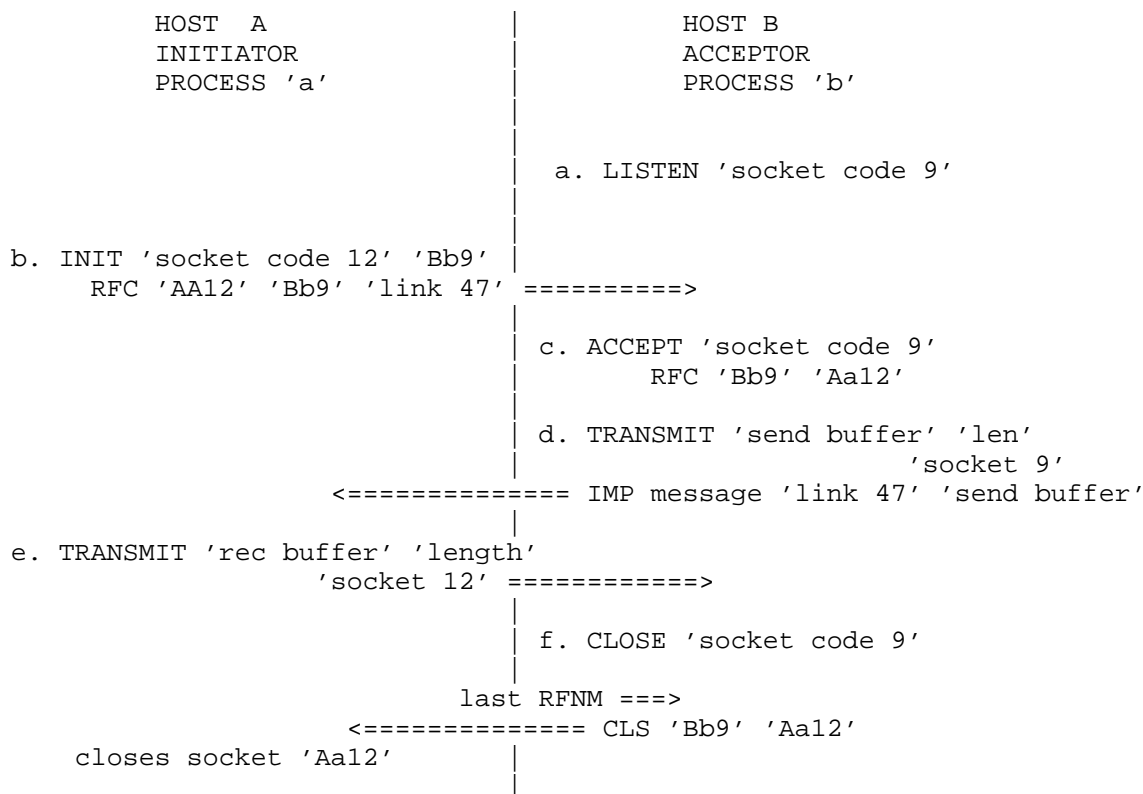 HOST  A                |          HOST B
INITIATOR              |          ACCEPTOR
PROCESS 'a'            |          PROCESS 'b'
|
|
| a. LISTEN 'socket code 9'
|
|
b. INIT 'socket code 12' 'Bb9' |
RFC 'AA12' 'Bb9' 'link 47' ==========>
|
| c. ACCEPT 'socket code 9'
| RFC 'Bb9' 'Aa12'
|
| d. TRANSMIT 'send buffer' 'len'
| 'socket 9'
<============== IMP message 'link 47' 'send buffer'
|
e. TRANSMIT 'rec buffer' 'length'
'socket 12' ============>
|
| f. CLOSE 'socket code 9'
|
last RFNM ===>
<============== CLS 'Bb9' 'Aa12'
closes socket 'Aa12' |
|